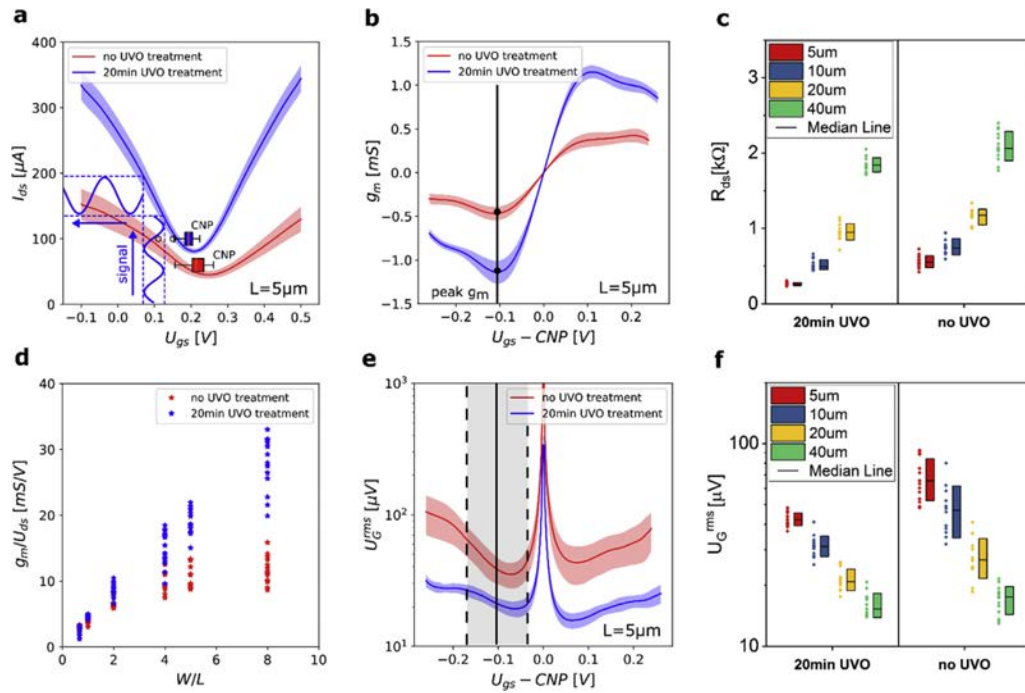 a
no UVO treatment
20min UVO treatment
400
350
300
250
200
150
100
50
0
I_ds [μA]
signal
CNP
CNP
L=5μm
-0.1
0.0
0.1
0.2
0.3
0.4
0.5
U_gs [V]
b
no UVO treatment
20min UVO treatment
1.5
1.0
0.5
0.0
-0.5
-1.0
-1.5
g_m [mS]
peak g_m
L=5μm
-0.2
-0.1
0.0
0.1
0.2
U_gs − CNP [V]
c
5um
10um
20um
40um
Median Line
3
2
1
0
R_ds[kΩ]
20min UVO
no UVO
d
no UVO treatment
20min UVO treatment
40
30
20
10
0
g_m/U_ds [mS/V]
0
2
4
6
8
10
W/L
e
no UVO treatment
20min UVO treatment
10³
10²
10¹
U_G^rms [μV]
L=5μm
-0.2
-0.1
0.0
0.1
0.2
U_gs − CNP [V]
f
5um
10um
20um
40um
Median Line
100
10
U_G^rms [μV]
20min UVO
no UVO